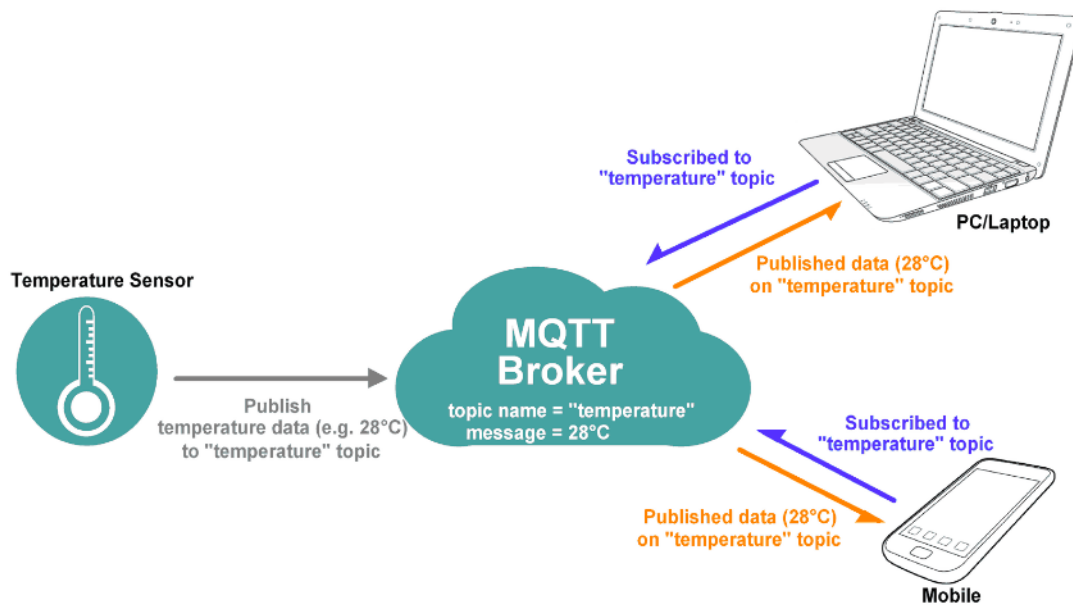 Temperature Sensor
Publish
temperature data (e.g. 28°C)
to "temperature" topic
MQTT
Broker
topic name = "temperature"
message = 28°C
Subscribed to
"temperature" topic
Published data (28°C)
on "temperature" topic
PC/Laptop
Subscribed to
"temperature" topic
Published data (28°C)
on "temperature" topic
Mobile